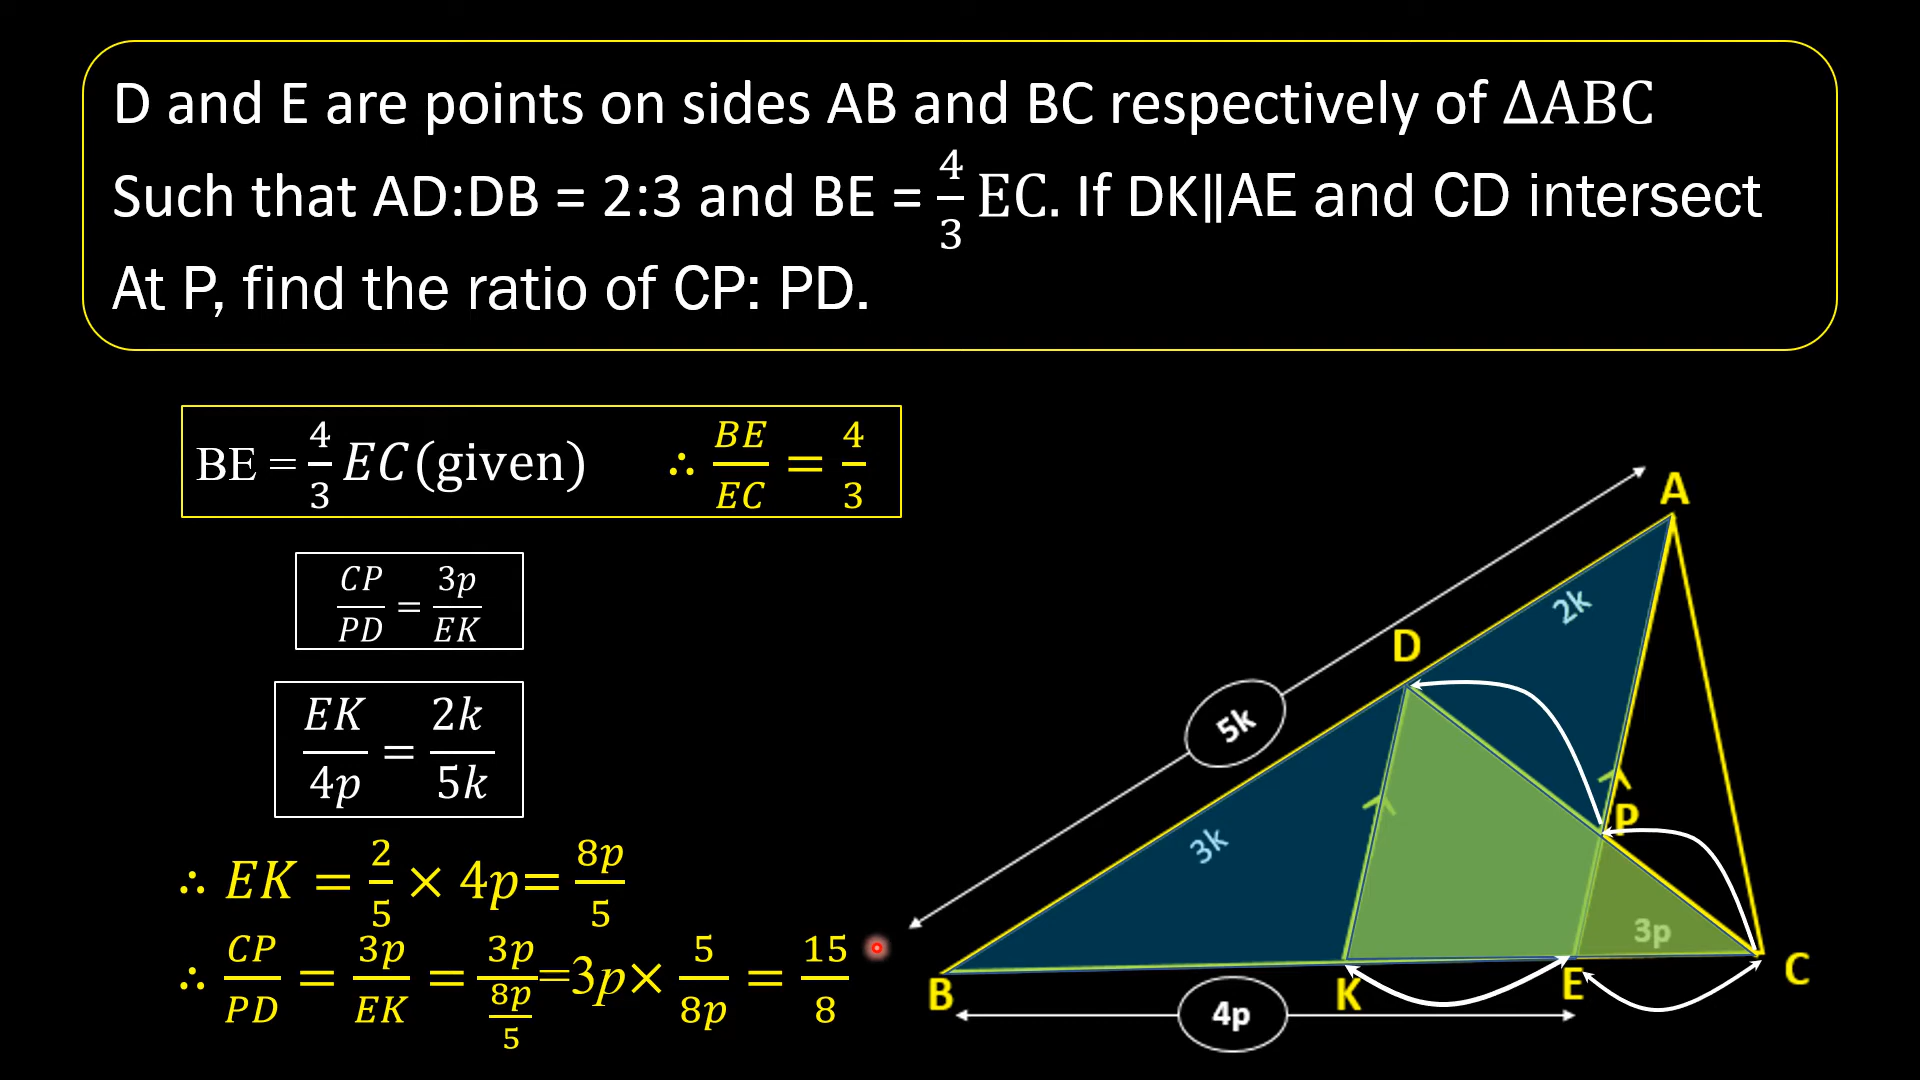 D and E are points on sides AB and BC respectively of ΔABC
Such that AD:DB = 2:3 and BE = 4/3 EC. If DK∥AE and CD intersect
At P, find the ratio of CP: PD.
BE = 4/3 EC(given) ∴ BE/EC = 4/3
CP/PD = 3p/EK
EK/4p = 2k/5k
∴ EK = 2/5 × 4p= 8p/5
∴ CP/PD = 3p/EK = 3p/(8p/5) =3p× 5/8p = 15/8
A
2k
D
5k
P
3k
3p
B
K
E
C
4p